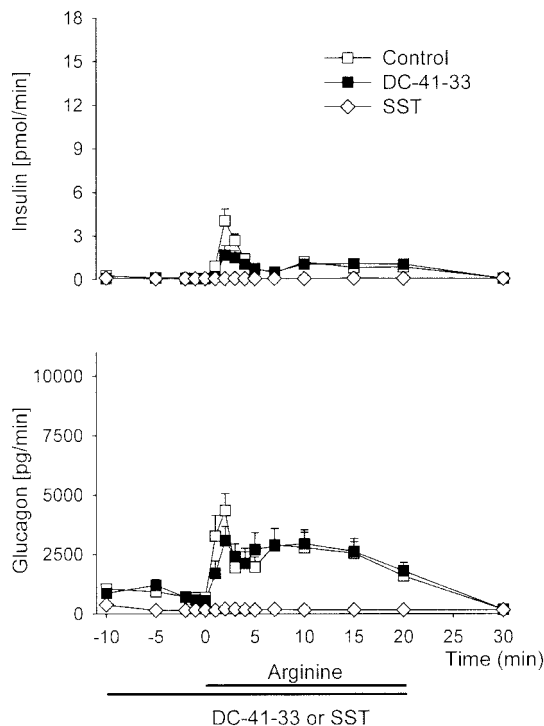 18
15
12
9
6
3
0
Insulin [pmol/min]
Control
DC-41-33
SST
10000
7500
5000
2500
0
Glucagon [pg/min]
-10 -5 0 5 10 15 20 30
Time (min)
Arginine
DC-41-33 or SST